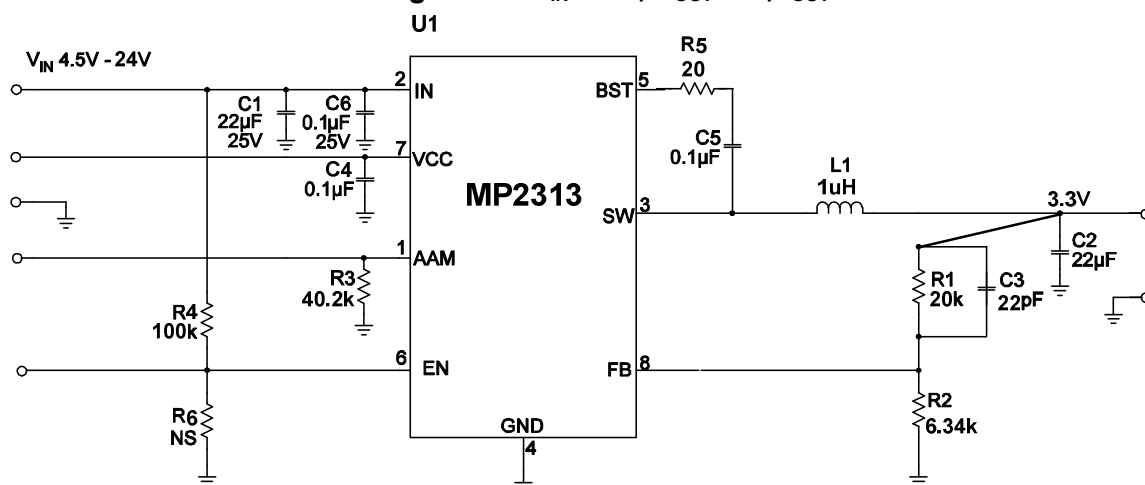 U1
V_IN 4.5V - 24V
2
IN
C1
22µF
25V
C6
0.1µF
25V
7
VCC
C4
0.1µF
1
AAM
R3
40.2k
R4
100k
6
EN
R6
NS
MP2313
GND
4
BST
5
R5
20
C5
0.1µF
SW
3
L1
1uH
3.3V
C2
22µF
R1
20k
C3
22pF
FB
8
R2
6.34k